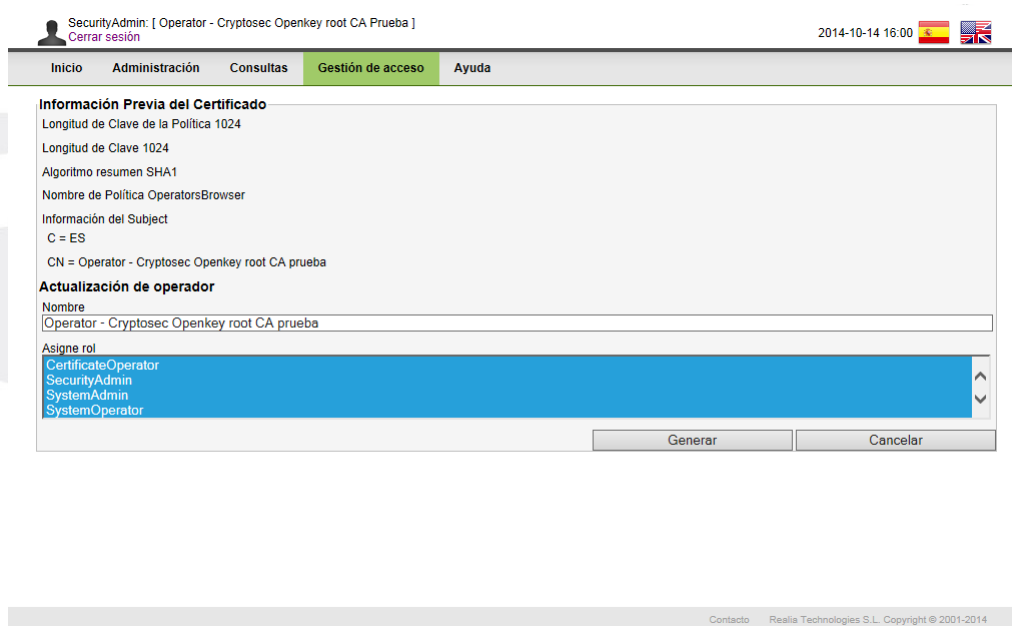 SecurityAdmin: [ Operator - Cryptosec Openkey root CA Prueba ]
Cerrar sesión
2014-10-14 16:00
Inicio Administración Consultas Gestión de acceso Ayuda
Información Previa del Certificado
Longitud de Clave de la Política 1024
Longitud de Clave 1024
Algoritmo resumen SHA1
Nombre de Política OperatorsBrowser
Información del Subject
C = ES
CN = Operator - Cryptosec Openkey root CA prueba
Actualización de operador
Nombre
Operator - Cryptosec Openkey root CA prueba
Asigne rol
CertificateOperator
SecurityAdmin
SystemAdmin
SystemOperator
Generar Cancelar
Contacto Realia Technologies S.L. Copyright © 2001-2014